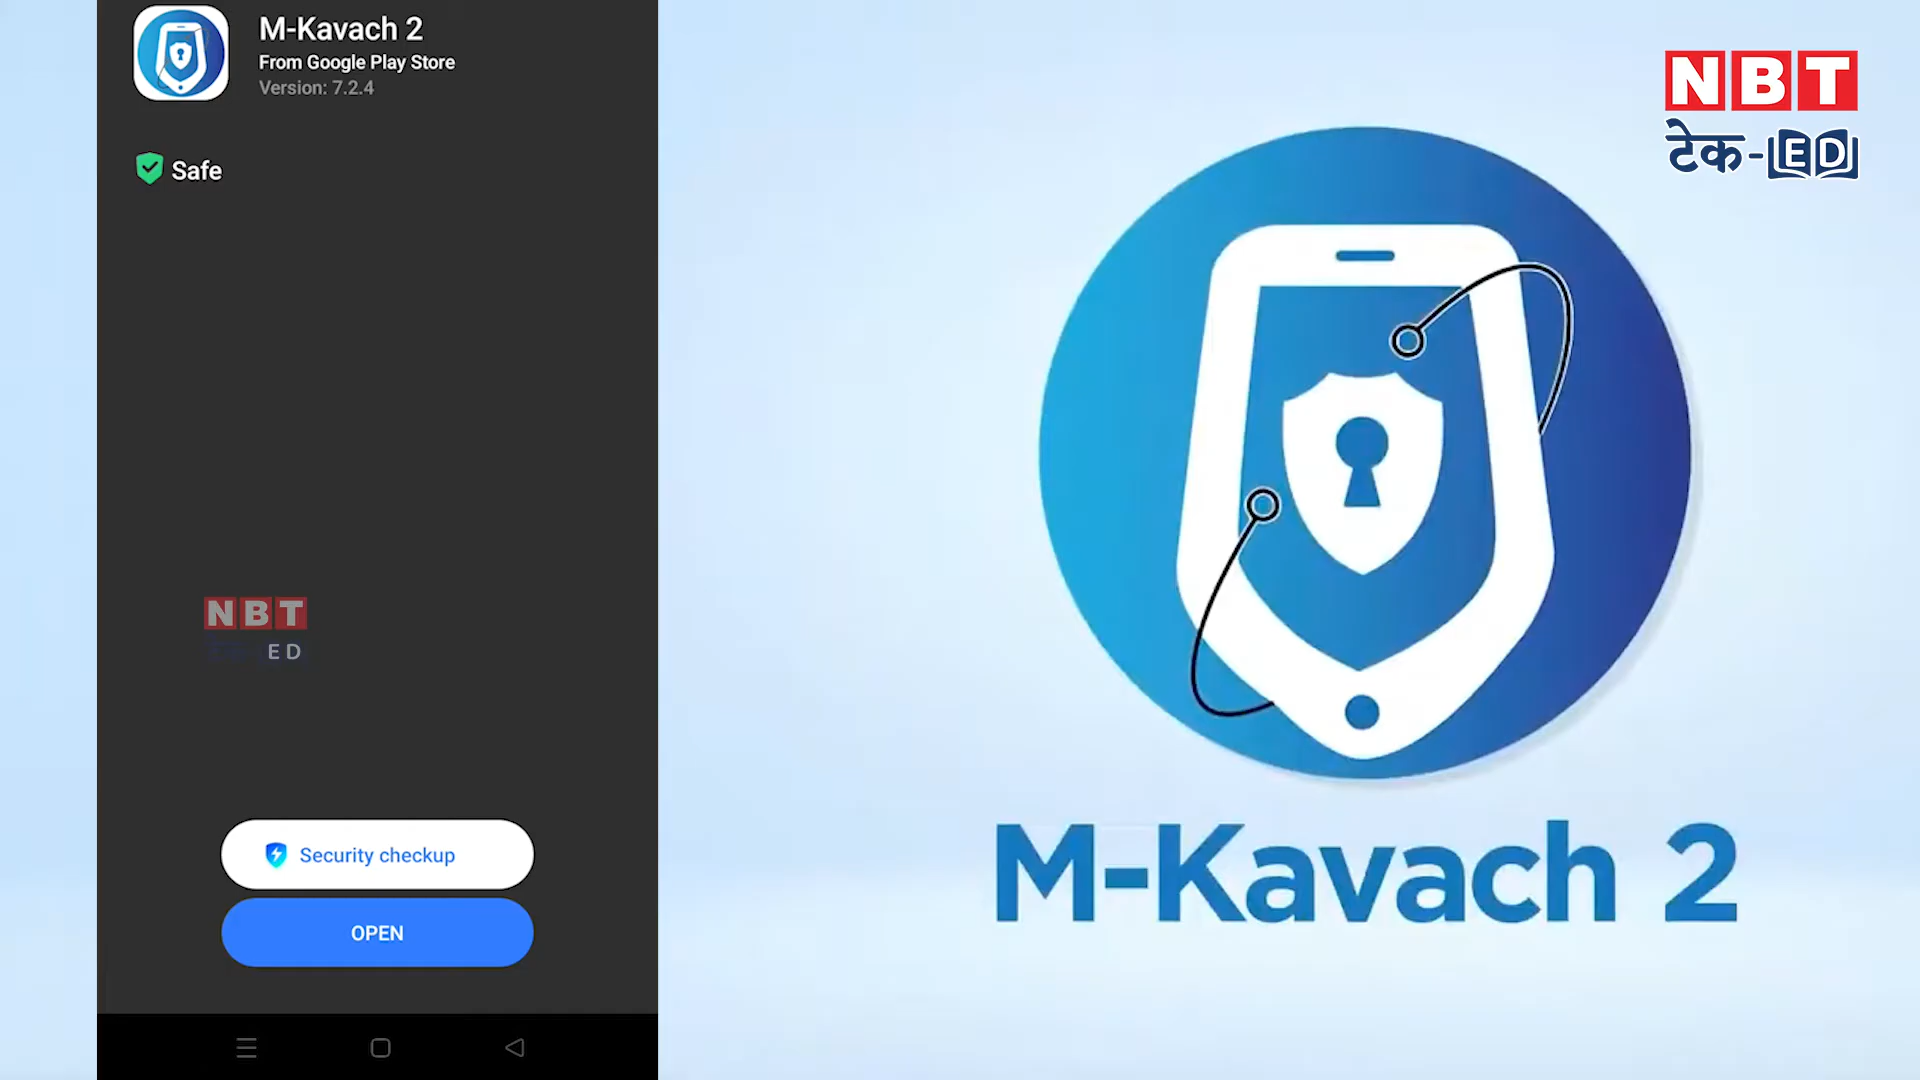 M-Kavach 2
From Google Play Store
Version: 7.2.4
Safe
NBT
ED
Security checkup
OPEN
NBT
टेक-ED
M-Kavach 2